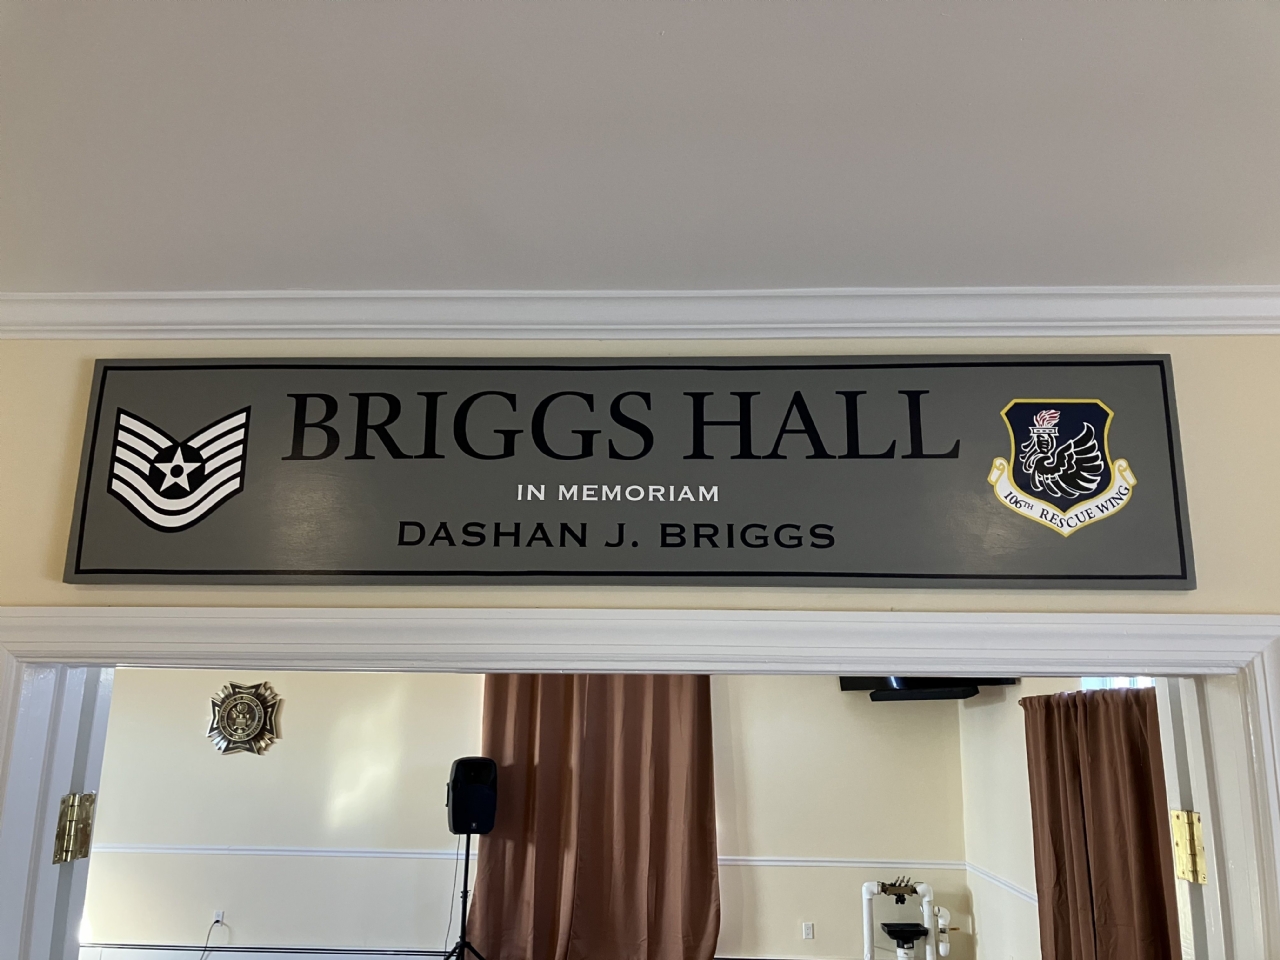 BRIGGS HALL
IN MEMORIAM
DASHAN J. BRIGGS
106TH RESCUE WING